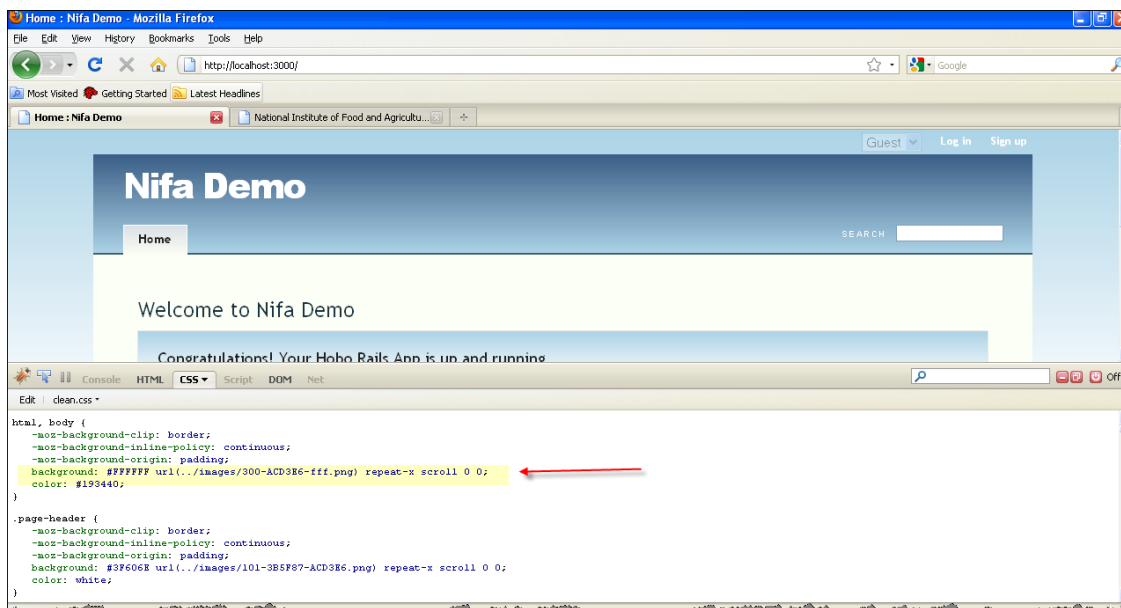 Home : Nifa Demo - Mozilla Firefox
File Edit View History Bookmarks Tools Help
http://localhost:3000/
Google
Most Visited Getting Started Latest Headlines
Home : Nifa Demo
National Institute of Food and Agricultu...
Guest Log in Sign up
Nifa Demo
Home
SEARCH
Welcome to Nifa Demo
Congratulations! Your Hobo Rails App is up and running
Console HTML CSS Script DOM Net
Off
Edit clean.css
html, body {
-moz-background-clip: border;
-moz-background-inline-policy: continuous;
-moz-background-origin: padding;
background: #FFFFFF url(../images/300-ACD3E6-fff.png) repeat-x scroll 0 0;
color: #193440;
}
.page-header {
-moz-background-clip: border;
-moz-background-inline-policy: continuous;
-moz-background-origin: padding;
background: #3F606E url(../images/101-3B5F87-ACD3E6.png) repeat-x scroll 0 0;
color: white;
}